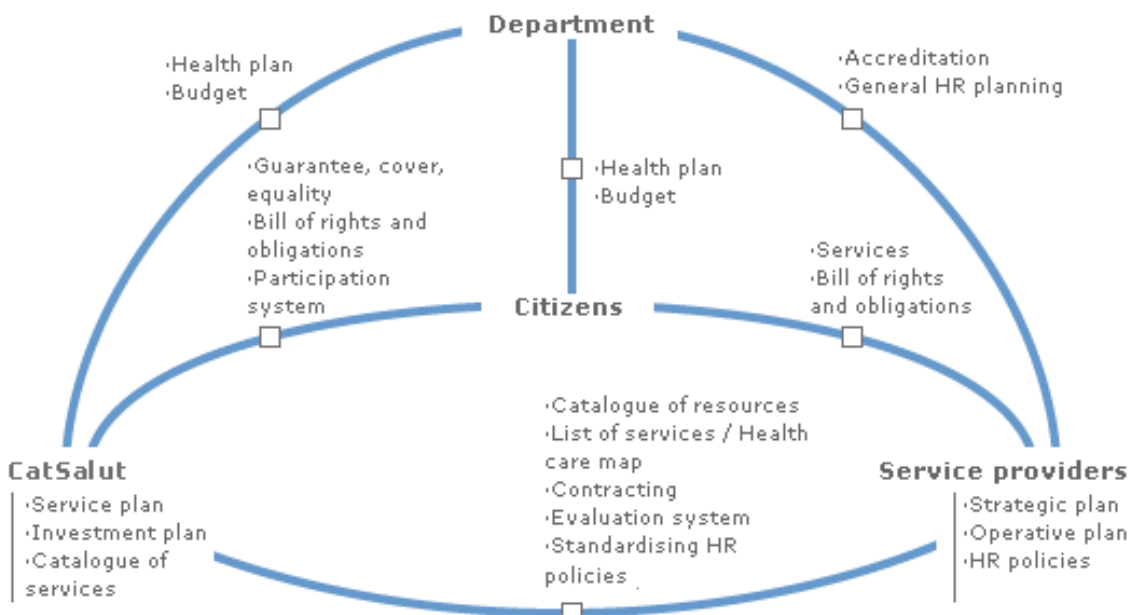 Department
·Health plan
·Budget
·Accreditation
·General HR planning
·Guarantee, cover,
equality
·Bill of rights and
obligations
·Participation
system
·Health plan
·Budget
·Services
·Bill of rights
and obligations
Citizens
·Catalogue of resources
·List of services / Health
care map
·Contracting
·Evaluation system
·Standardising HR
policies .
CatSalut
·Service plan
·Investment plan
·Catalogue of
services
Service providers
·Strategic plan
·Operative plan
·HR policies